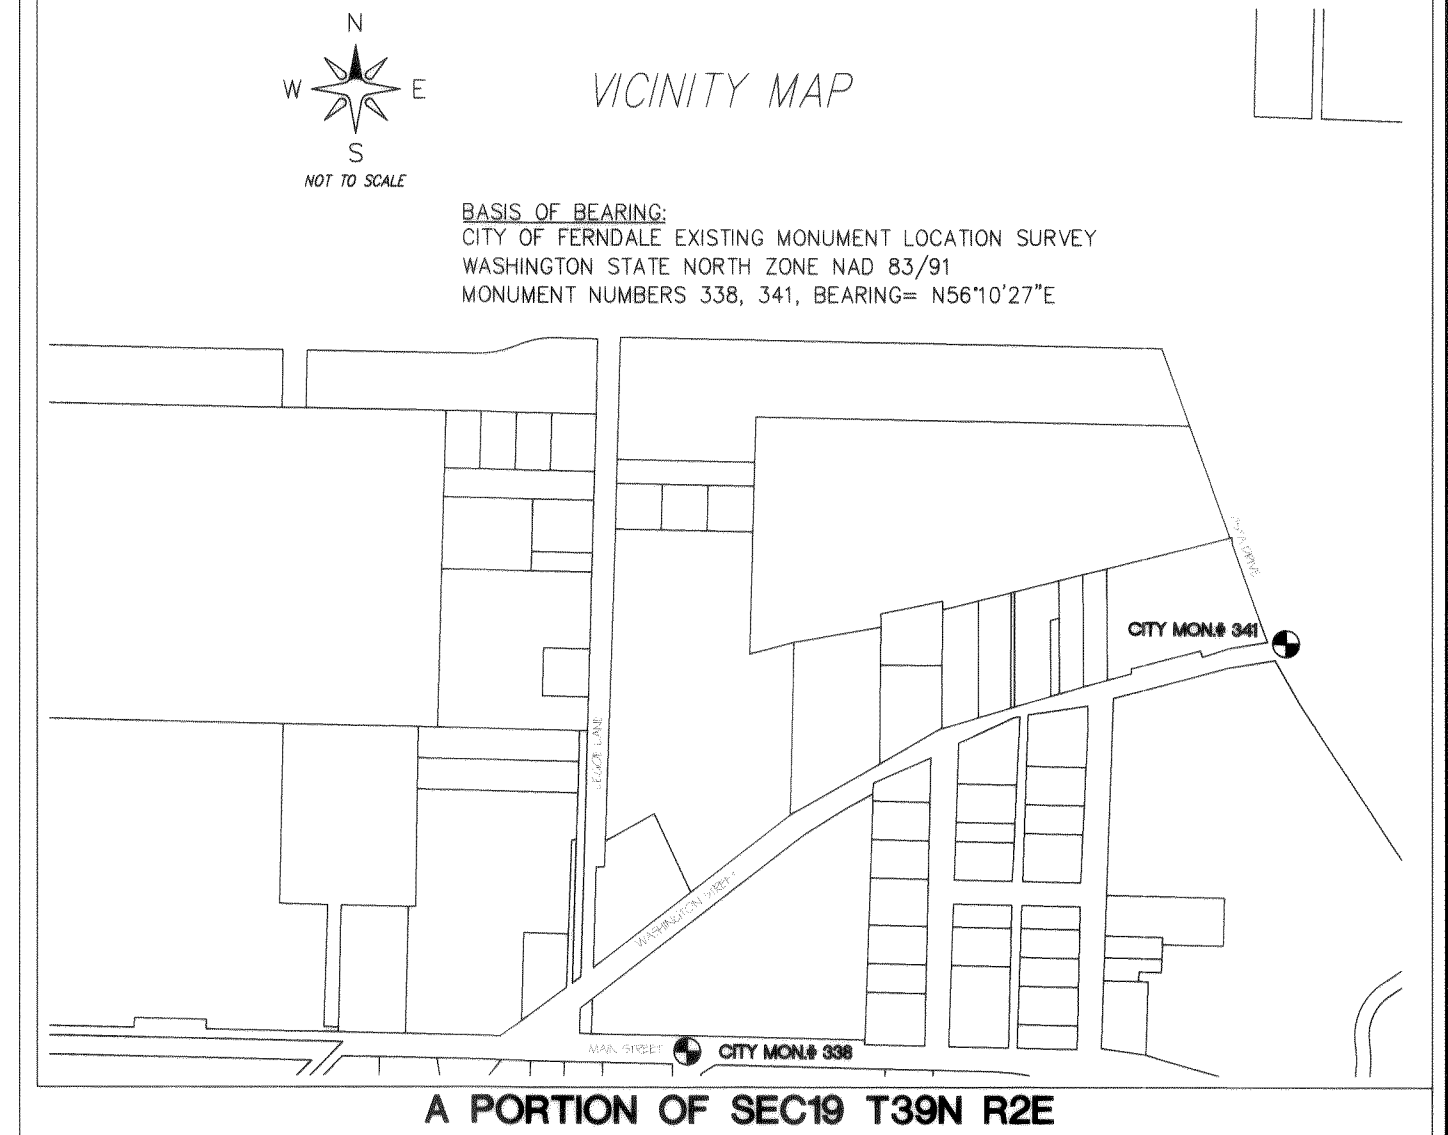 N
VICINITY MAP
W E
S
NOT TO SCALE
BASIS OF BEARING:
CITY OF FERNDALE EXISTING MONUMENT LOCATION SURVEY
WASHINGTON STATE NORTH ZONE NAD 83/91
MONUMENT NUMBERS 338, 341, BEARING= N56°10'27"E
DRIVE
CITY MON.# 341
LANE
WASHINGTON STREET
MAIN STREET
CITY MON.# 338
A PORTION OF SEC19 T39N R2E